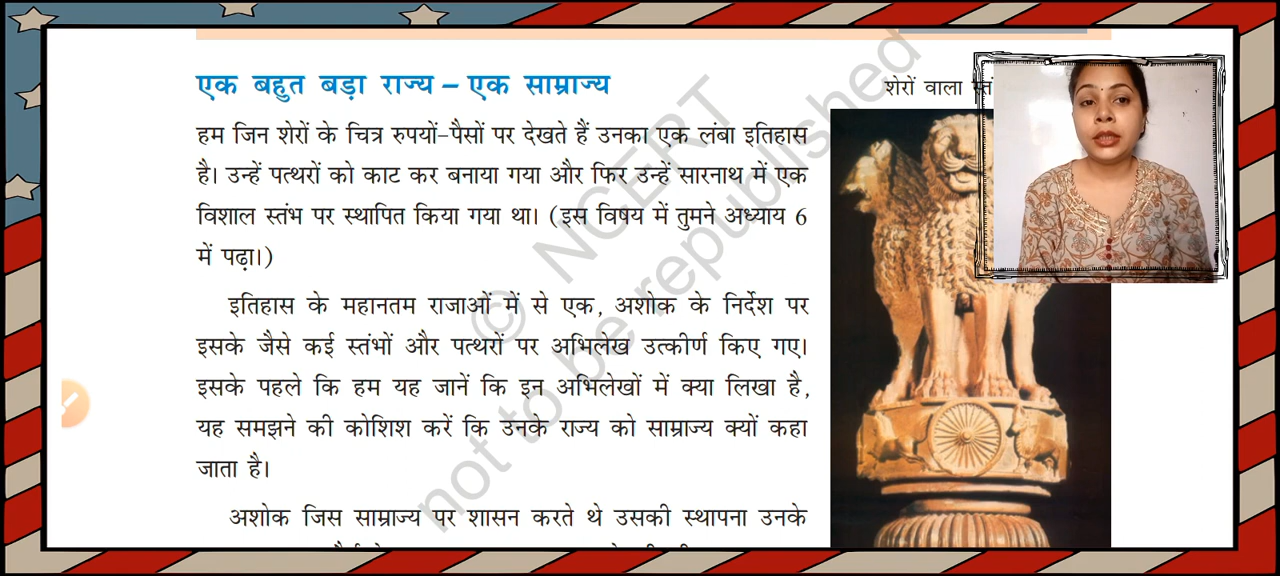 एक बहुत बड़ा राज्य – एक साम्राज्य
शेरों वाला
हम जिन शेरों के चित्र रुपयों-पैसों पर देखते हैं उनका एक लंबा इतिहास
है। उन्हें पत्थरों को काट कर बनाया गया और फिर उन्हें सारनाथ में एक
विशाल स्तंभ पर स्थापित किया गया था। (इस विषय में तुमने अध्याय 6
में पढ़ा।)
इतिहास के महानतम राजाओं में से एक, अशोक के निर्देश पर
इसके जैसे कई स्तंभों और पत्थरों पर अभिलेख उत्कीर्ण किए गए।
इसके पहले कि हम यह जानें कि इन अभिलेखों में क्या लिखा है,
यह समझने की कोशिश करें कि उनके राज्य को साम्राज्य क्यों कहा
जाता है।
अशोक जिस साम्राज्य पर शासन करते थे उसकी स्थापना उनके
© NCERT
not to be republished